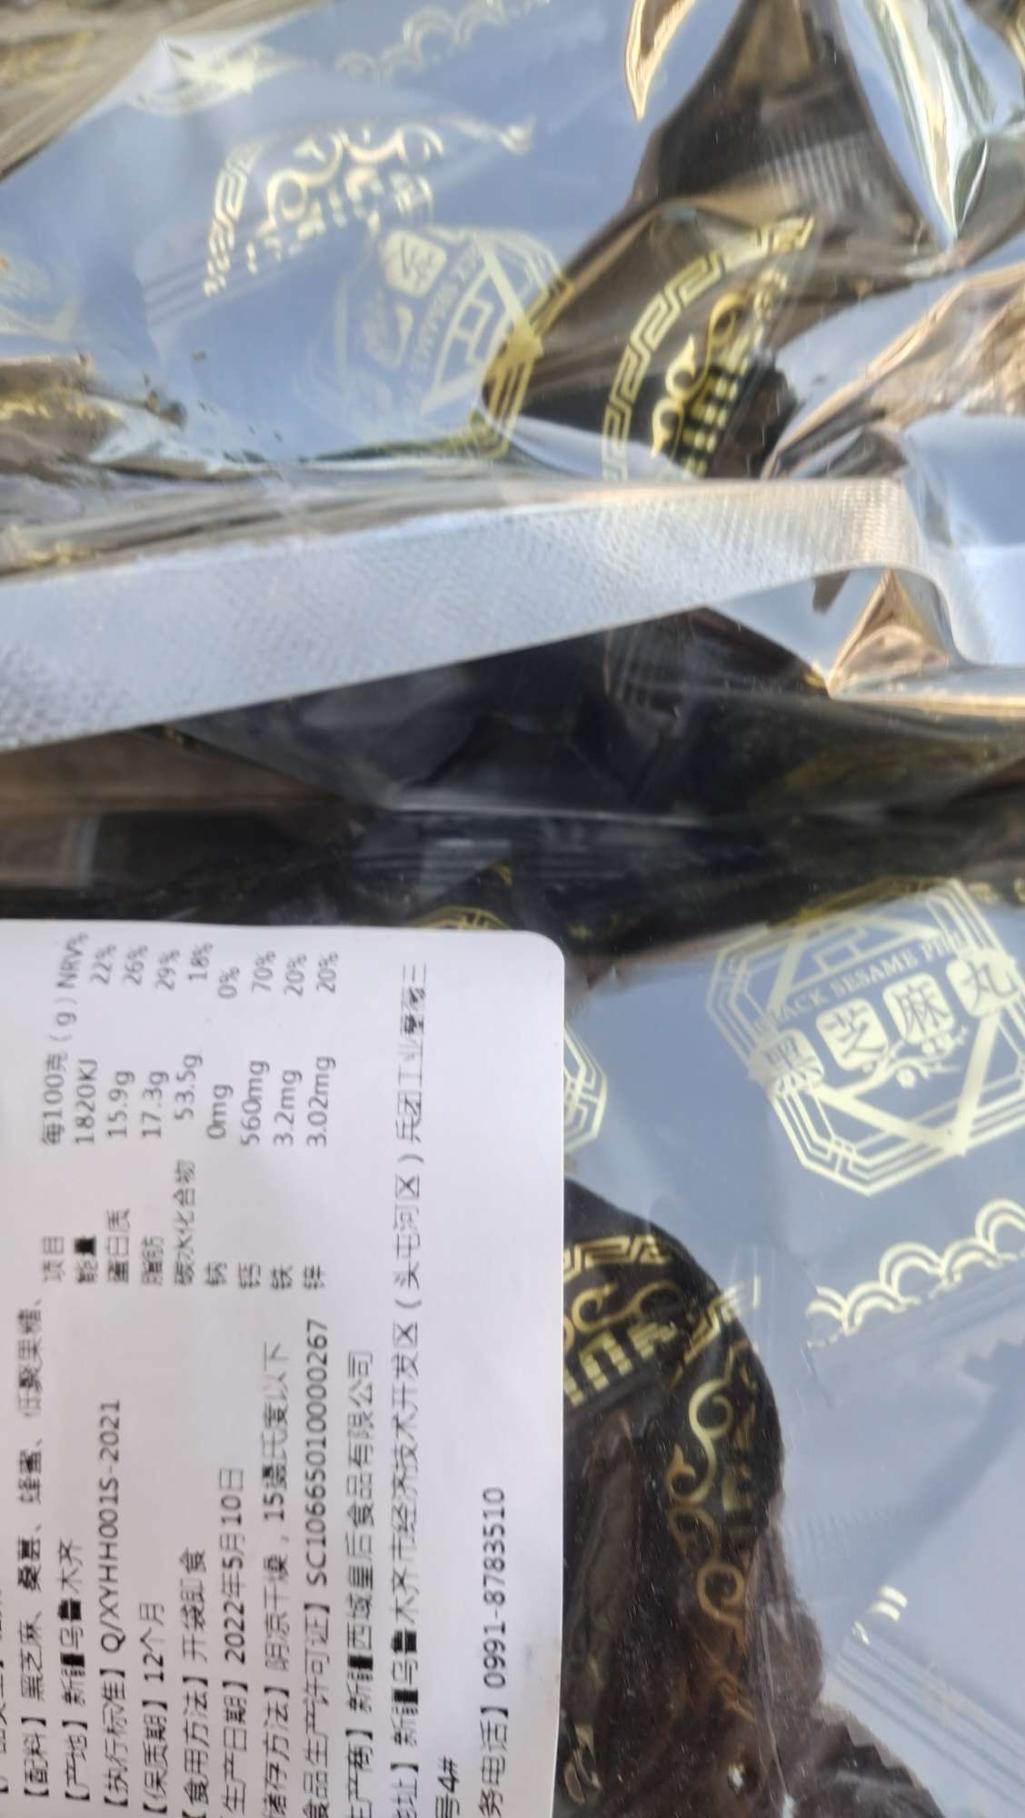 BLACK SESAME
黑芝麻丸
【配料】黑芝麻、桑葚、蜂蜜、低聚果糖、
【产地】新疆乌鲁木齐
【执行标准】Q/XYHH001S-2021
【保质期】12个月
【食用方法】开袋即食
生产日期】2022年5月10日
储存方法】阴凉干燥，15摄氏度以下
食品生产许可证】SC10665010000267
生产商】新疆西域皇后食品有限公司
地址】新疆乌鲁木齐市经济技术开发区（头屯河区）兵团工业园
号4#
务电话】0991-8783510
项目 每100克（g）NRV%
能量 1820KJ 22%
蛋白质 15.9g 26%
脂肪 17.3g 29%
碳水化合物 53.5g 18%
钠 0mg 0%
钙 560mg 70%
铁 3.2mg 20%
锌 3.02mg 20%